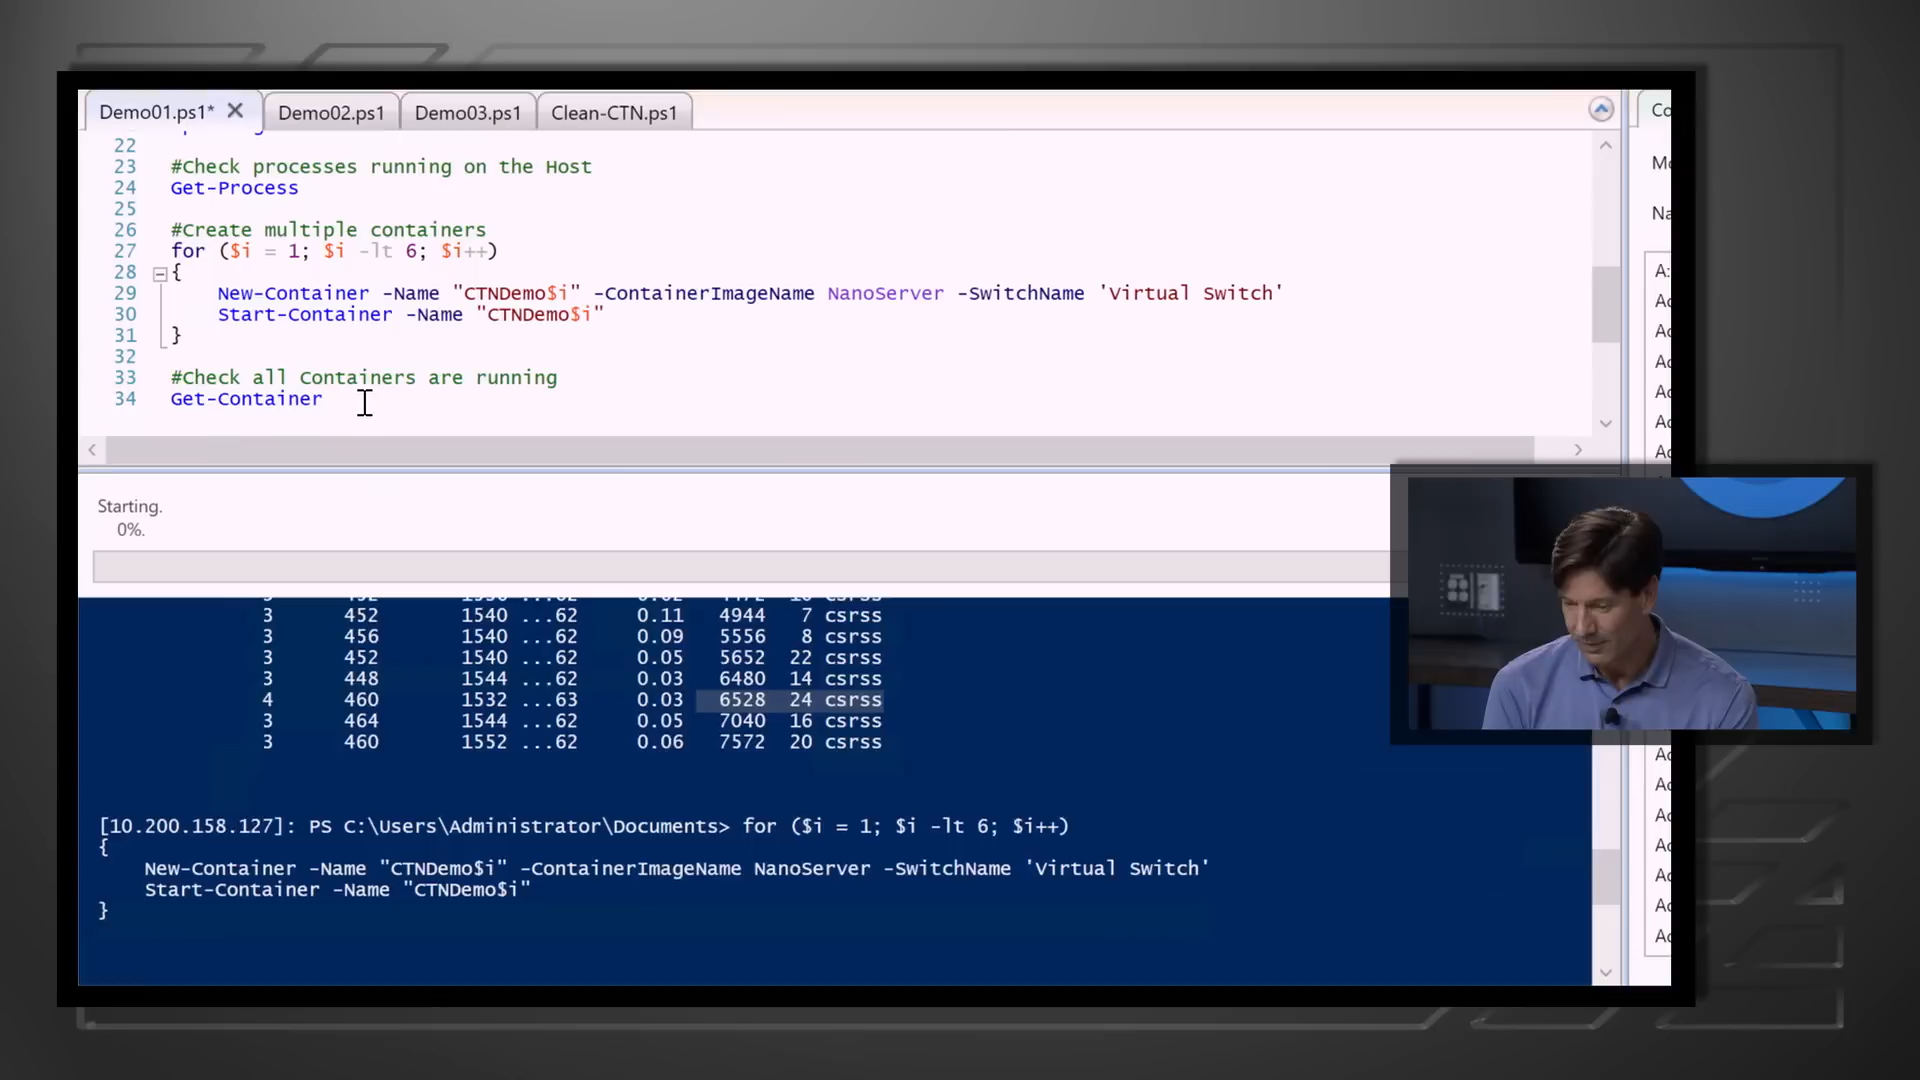 Demo01.ps1* Demo02.ps1 Demo03.ps1 Clean-CTN.ps1
22
23 #Check processes running on the Host
24 Get-Process
25
26 #Create multiple containers
27 for ($i = 1; $i -lt 6; $i++)
28 {
29 New-Container -Name "CTNDemo$i" -ContainerImageName NanoServer -SwitchName 'Virtual Switch'
30 Start-Container -Name "CTNDemo$i"
31 }
32
33 #Check all Containers are running
34 Get-Container
Starting.
0%.
3 452 1540 ...62 0.11 4944 7 csrss
3 456 1540 ...62 0.09 5556 8 csrss
3 452 1540 ...62 0.05 5652 22 csrss
3 448 1544 ...62 0.03 6480 14 csrss
4 460 1532 ...63 0.03 6528 24 csrss
3 464 1544 ...62 0.05 7040 16 csrss
3 460 1552 ...62 0.06 7572 20 csrss
[10.200.158.127]: PS C:\Users\Administrator\Documents> for ($i = 1; $i -lt 6; $i++)
{
New-Container -Name "CTNDemo$i" -ContainerImageName NanoServer -SwitchName 'Virtual Switch'
Start-Container -Name "CTNDemo$i"
}